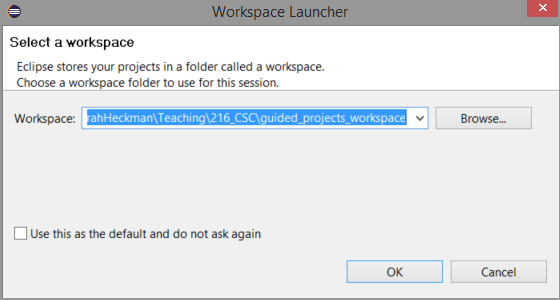 Workspace Launcher
Select a workspace
Eclipse stores your projects in a folder called a workspace.
Choose a workspace folder to use for this session.
Workspace: rahHeckman\Teaching\216_CSC\guided_projects_workspace Browse...
Use this as the default and do not ask again
OK Cancel